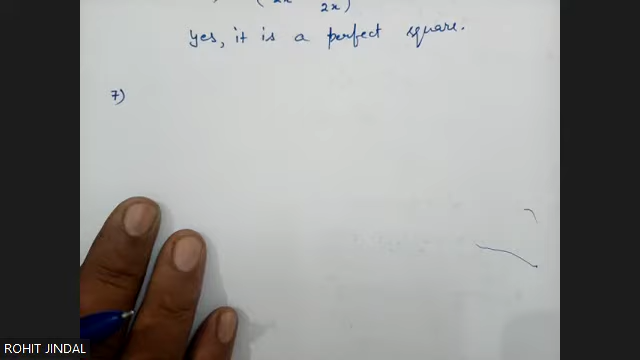 yes, it is a perfect square.
7)
ROHIT JINDAL